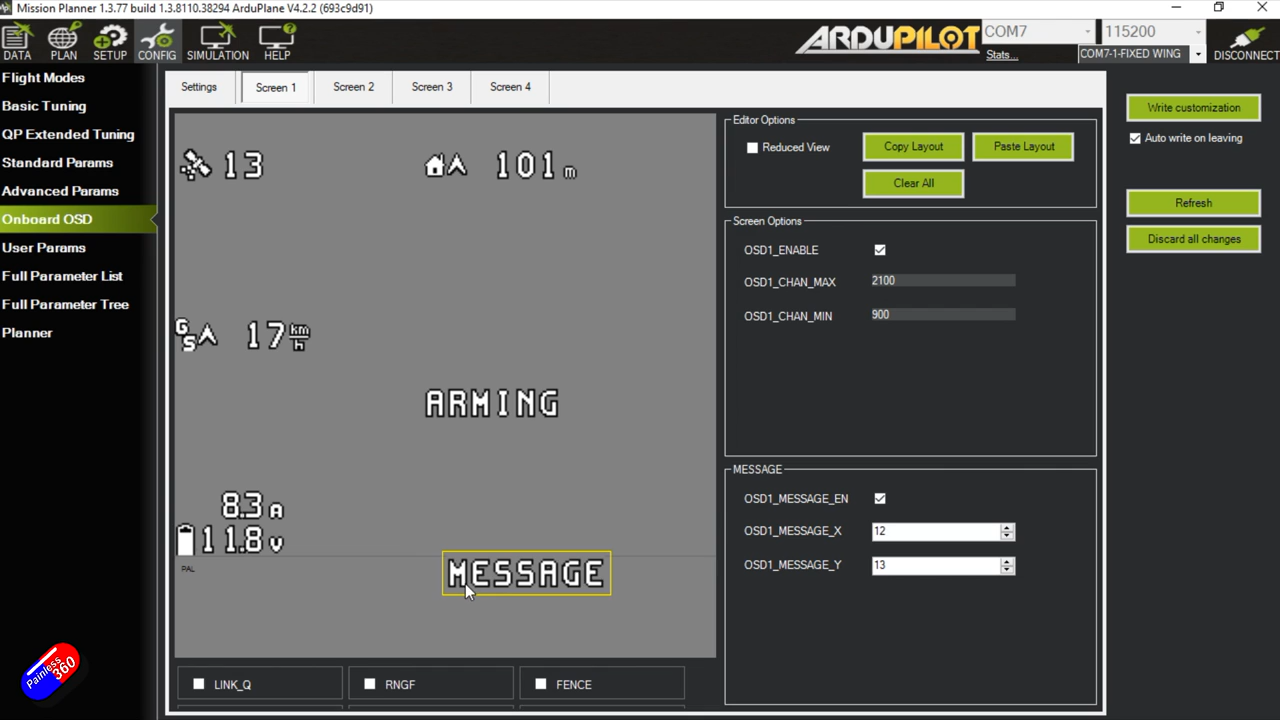 Mission Planner 1.3.77 build 1.3.8110.38294 ArduPlane V4.2.2 (693c9d91)
DATA PLAN SETUP CONFIG SIMULATION HELP
ARDUPILOT
COM7 115200
Stats... COM7-1-FIXED WING DISCONNECT
Flight Modes
Basic Tuning
QP Extended Tuning
Standard Params
Advanced Params
Onboard OSD
User Params
Full Parameter List
Full Parameter Tree
Planner
Settings Screen 1 Screen 2 Screen 3 Screen 4
13 101 m
GS 17 km/h
ARMING
8.3 A
11.8 V
PAL
MESSAGE
LINK_Q RNGF FENCE
Editor Options
Reduced View Copy Layout Paste Layout
Clear All
Screen Options
OSD1_ENABLE
OSD1_CHAN_MAX 2100
OSD1_CHAN_MIN 900
MESSAGE
OSD1_MESSAGE_EN
OSD1_MESSAGE_X 12
OSD1_MESSAGE_Y 13
Write customization
Auto write on leaving
Refresh
Discard all changes
Painless360